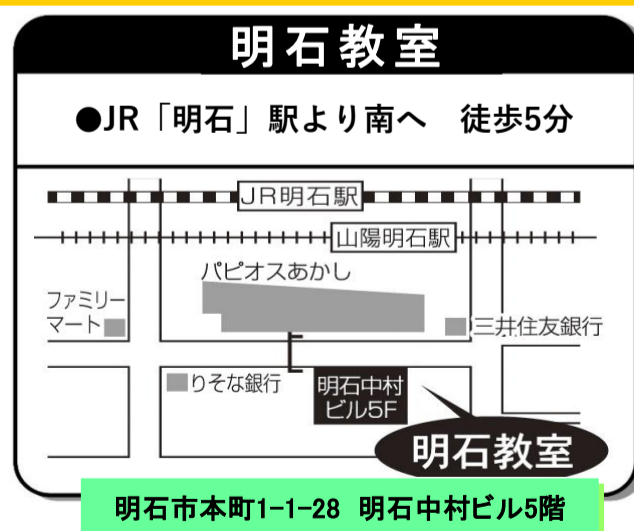 明石教室
●JR「明石」駅より南へ　徒歩5分
JR明石駅
山陽明石駅
パピオスあかし
ファミリー
マート
三井住友銀行
りそな銀行
明石中村
ビル5F
明石教室
明石市本町1-1-28 明石中村ビル5階